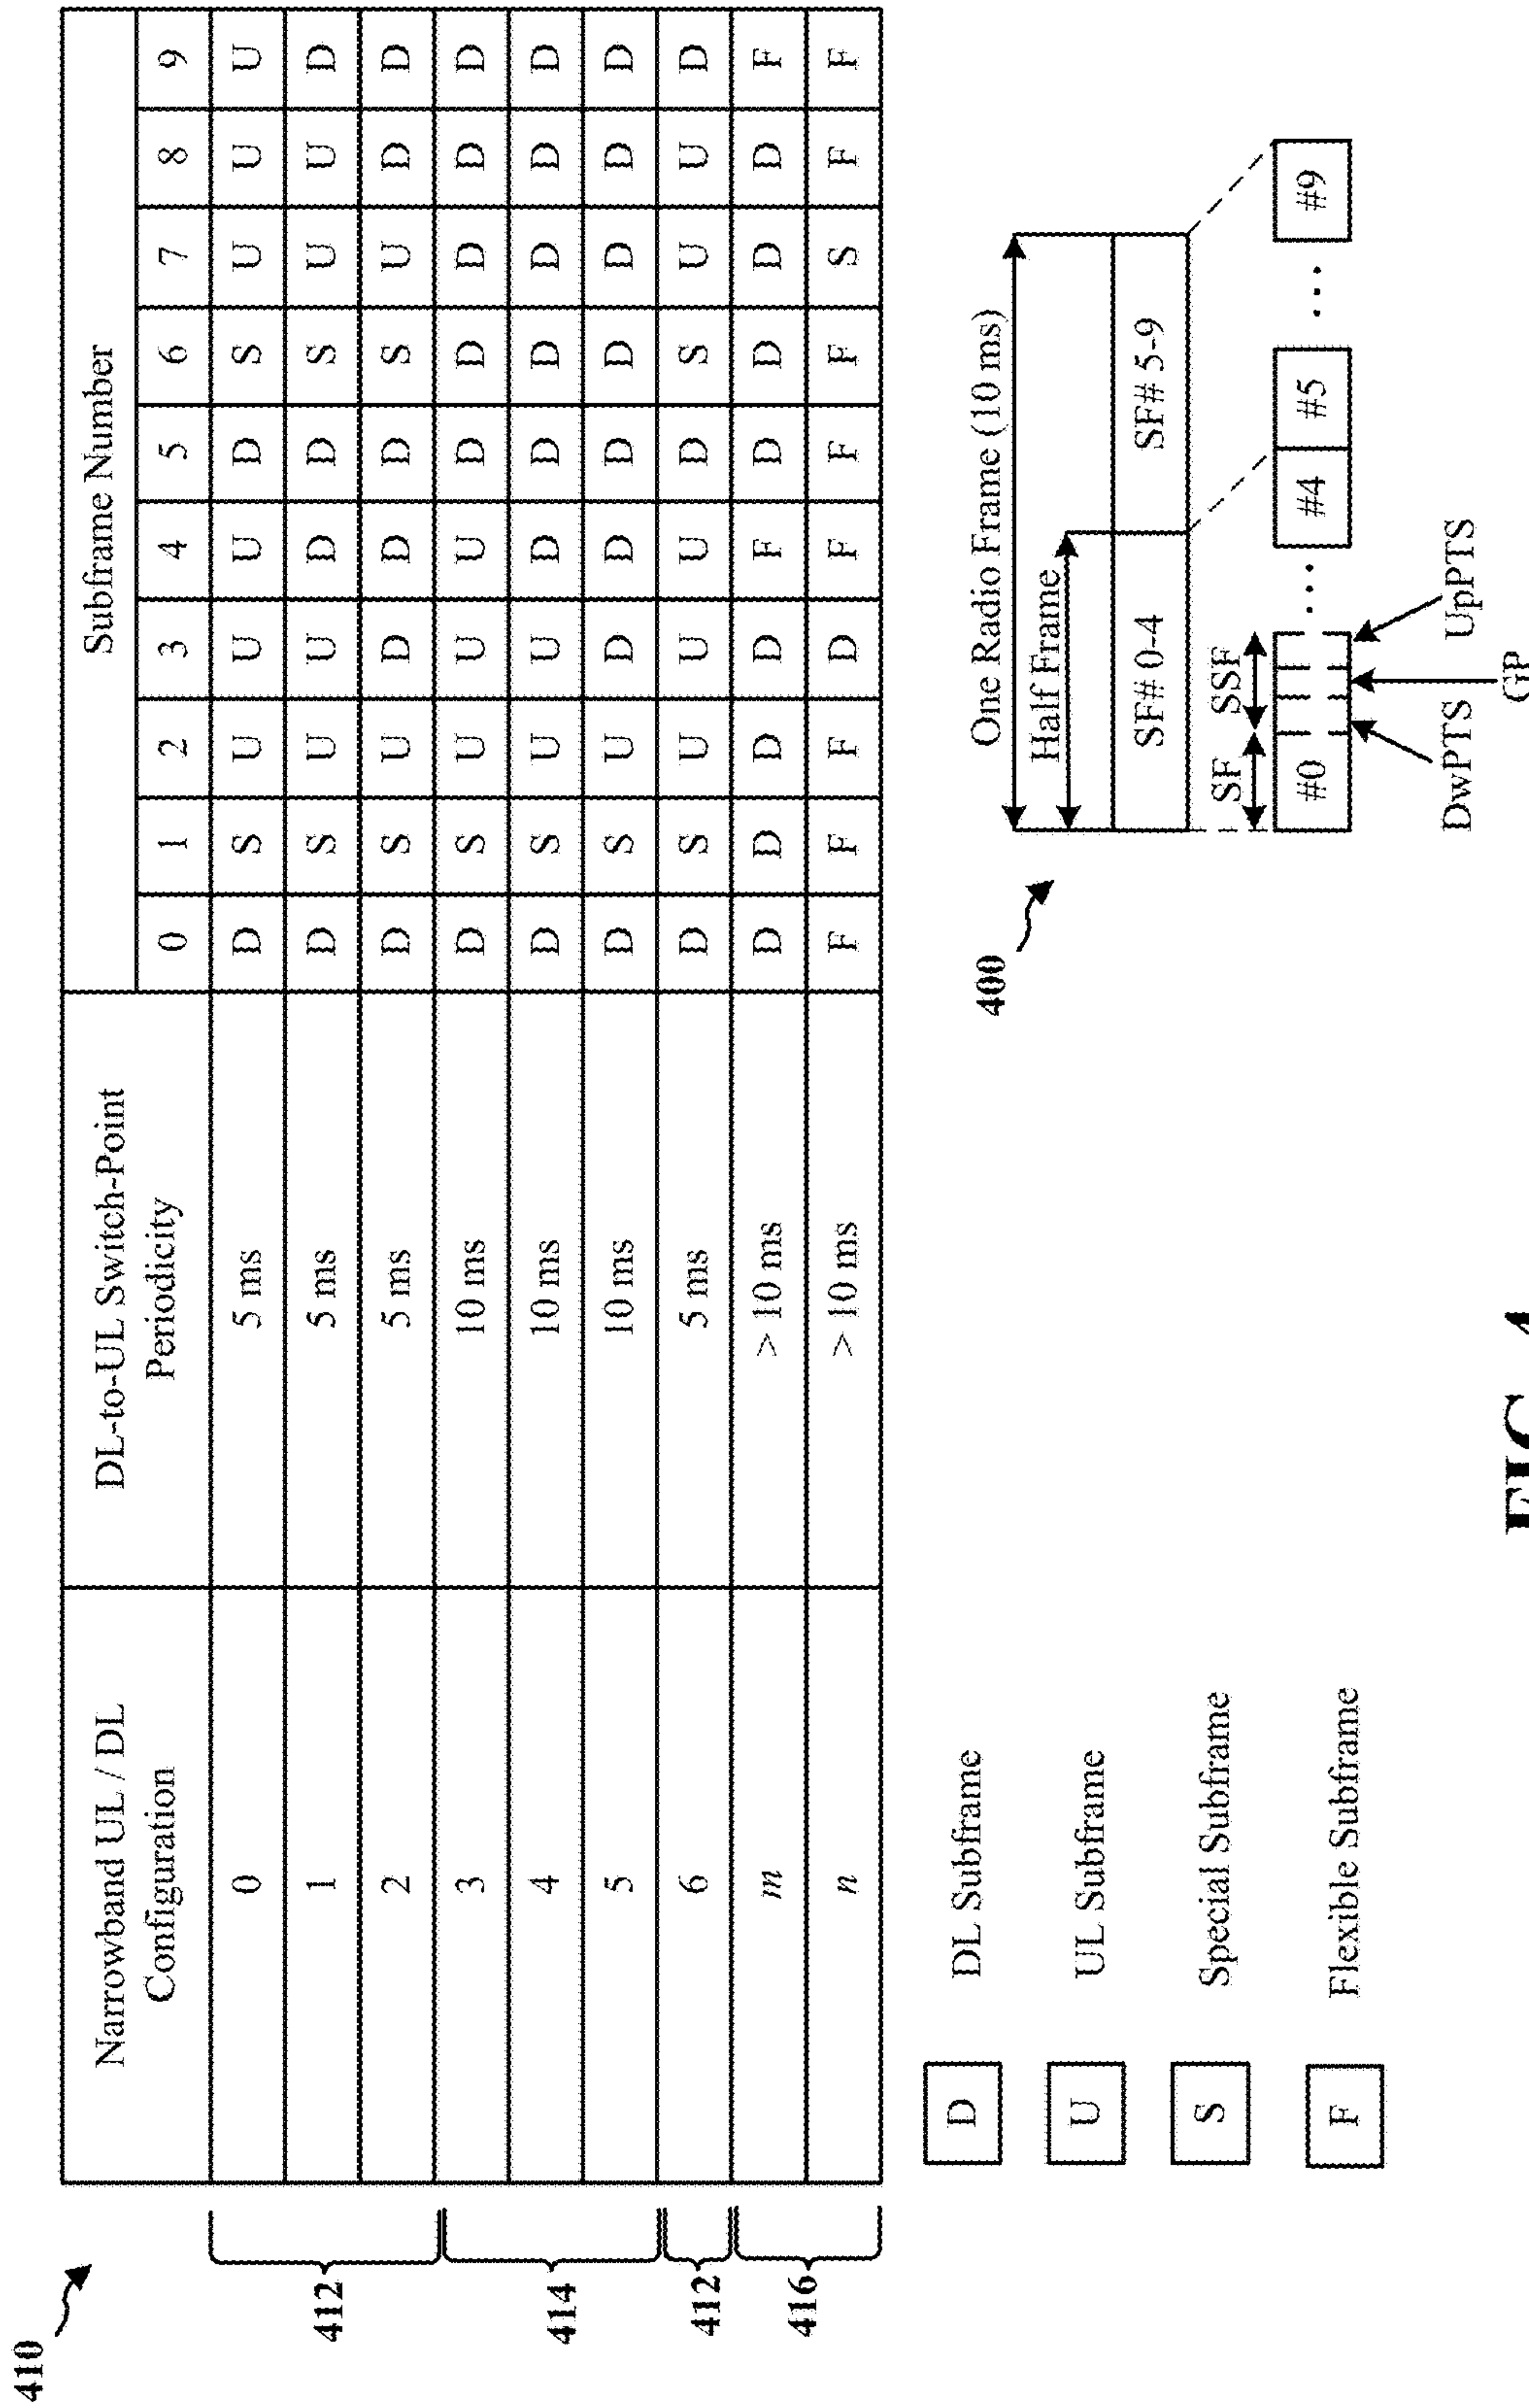 410
Narrowband UL / DL Configuration | DL-to-UL Switch-Point Periodicity | Subframe Number
0 1 2 3 4 5 6 7 8 9
0 5 ms D S U U U D S U U U
1 5 ms D S U U D D S U U D
2 5 ms D S U D D D S U D D
3 10 ms D S U U U D D D D D
4 10 ms D S U U D D D D D D
5 10 ms D S U D D D D D D D
6 5 ms D S U U U D S U U D
m > 10 ms D D D D F D D D D F
n > 10 ms F F F D F F F S F F
412
414
412
416
D DL Subframe
U UL Subframe
S Special Subframe
F Flexible Subframe
400
One Radio Frame (10 ms)
Half Frame
SF# 0-4 SF# 5-9
SF SSF
#0 ... #4 #5 ... #9
DwPTS UpPTS
GP
FIG. 4